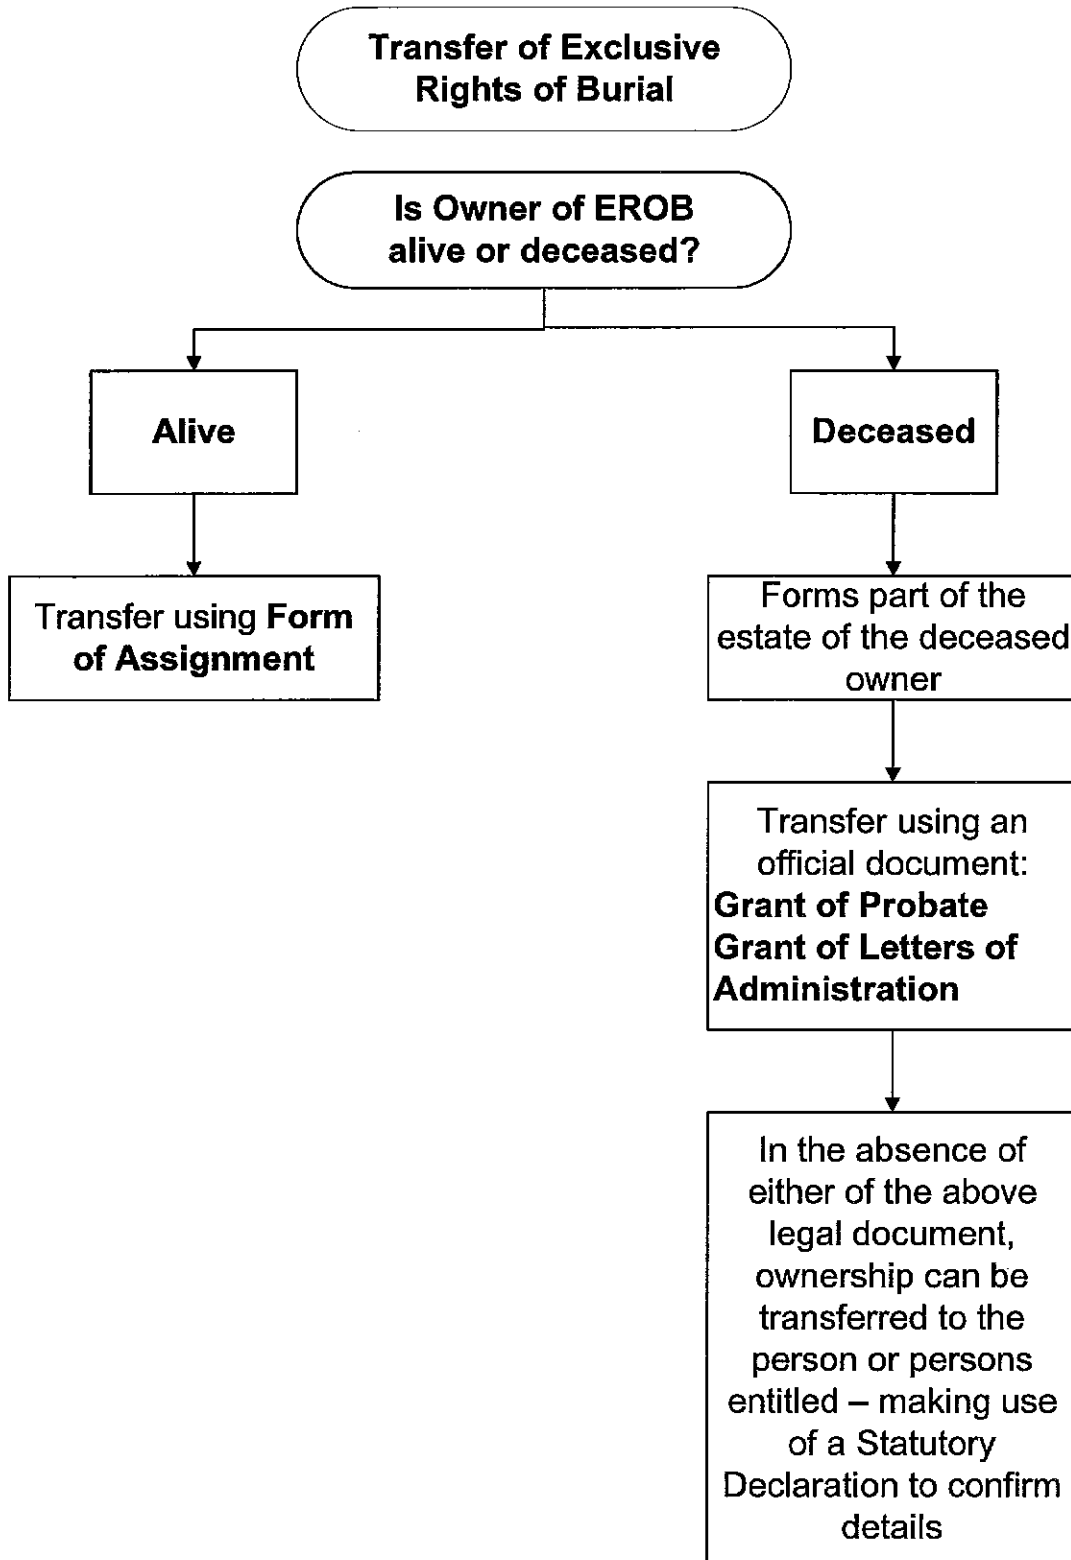 Transfer of Exclusive
Rights of Burial
Is Owner of EROB
alive or deceased?
Alive
Deceased
Transfer using Form
of Assignment
Forms part of the
estate of the deceased
owner
Transfer using an
official document:
Grant of Probate
Grant of Letters of
Administration
In the absence of
either of the above
legal document,
ownership can be
transferred to the
person or persons
entitled – making use
of a Statutory
Declaration to confirm
details